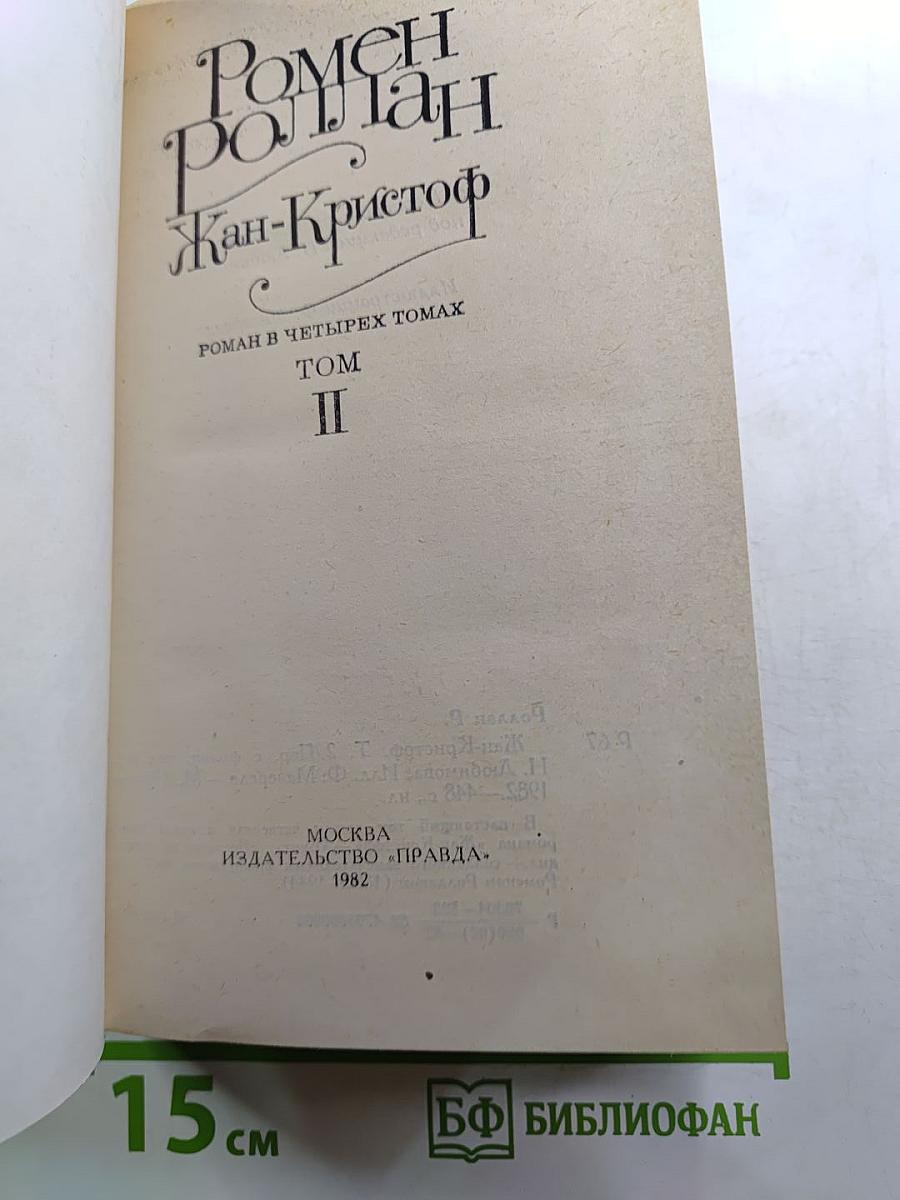 Ромен
Роллан
Жан-Кристоф
РОМАН В ЧЕТЫРЕХ ТОМАХ
ТОМ
II
МОСКВА
ИЗДАТЕЛЬСТВО «ПРАВДА»
1982
15 см
БФ БИБЛИОФАН